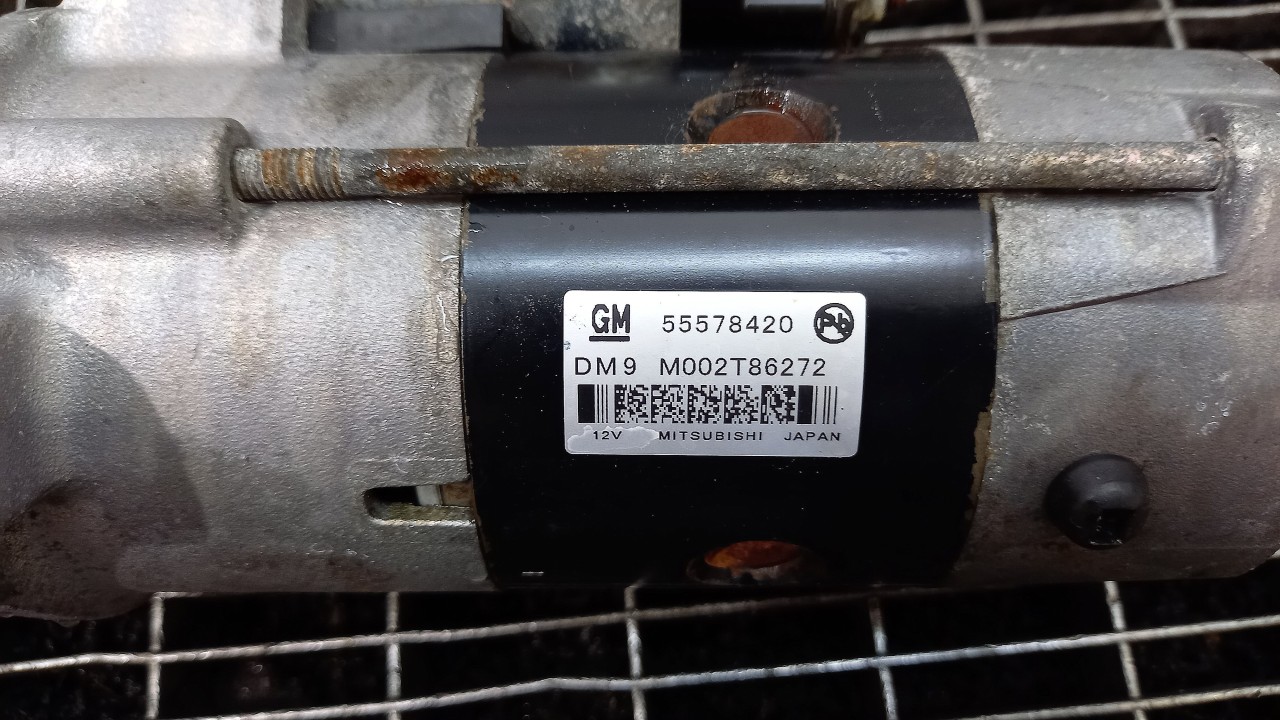 GM 55578420 Pb
DM9 M002T86272
12V MITSUBISHI JAPAN